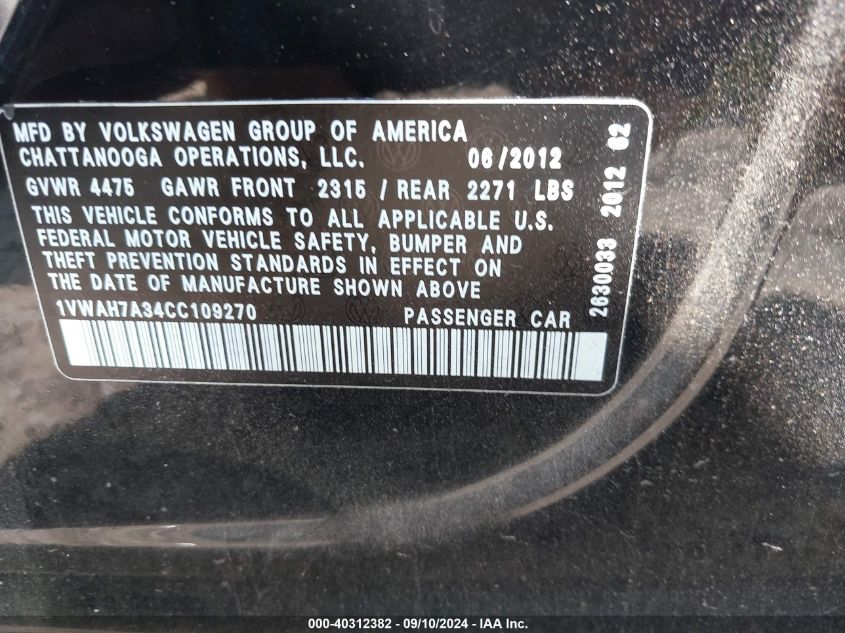 MFD BY VOLKSWAGEN GROUP OF AMERICA
CHATTANOOGA OPERATIONS, LLC. 06/2012
GVWR 4475 GAWR FRONT 2315 / REAR 2271 LBS
THIS VEHICLE CONFORMS TO ALL APPLICABLE U.S.
FEDERAL MOTOR VEHICLE SAFETY, BUMPER AND
THEFT PREVENTION STANDARDS IN EFFECT ON
THE DATE OF MANUFACTURE SHOWN ABOVE
1VWAH7A34CC109270 PASSENGER CAR
2630033 2012 62
000-40312382 - 09/10/2024 - IAA Inc.